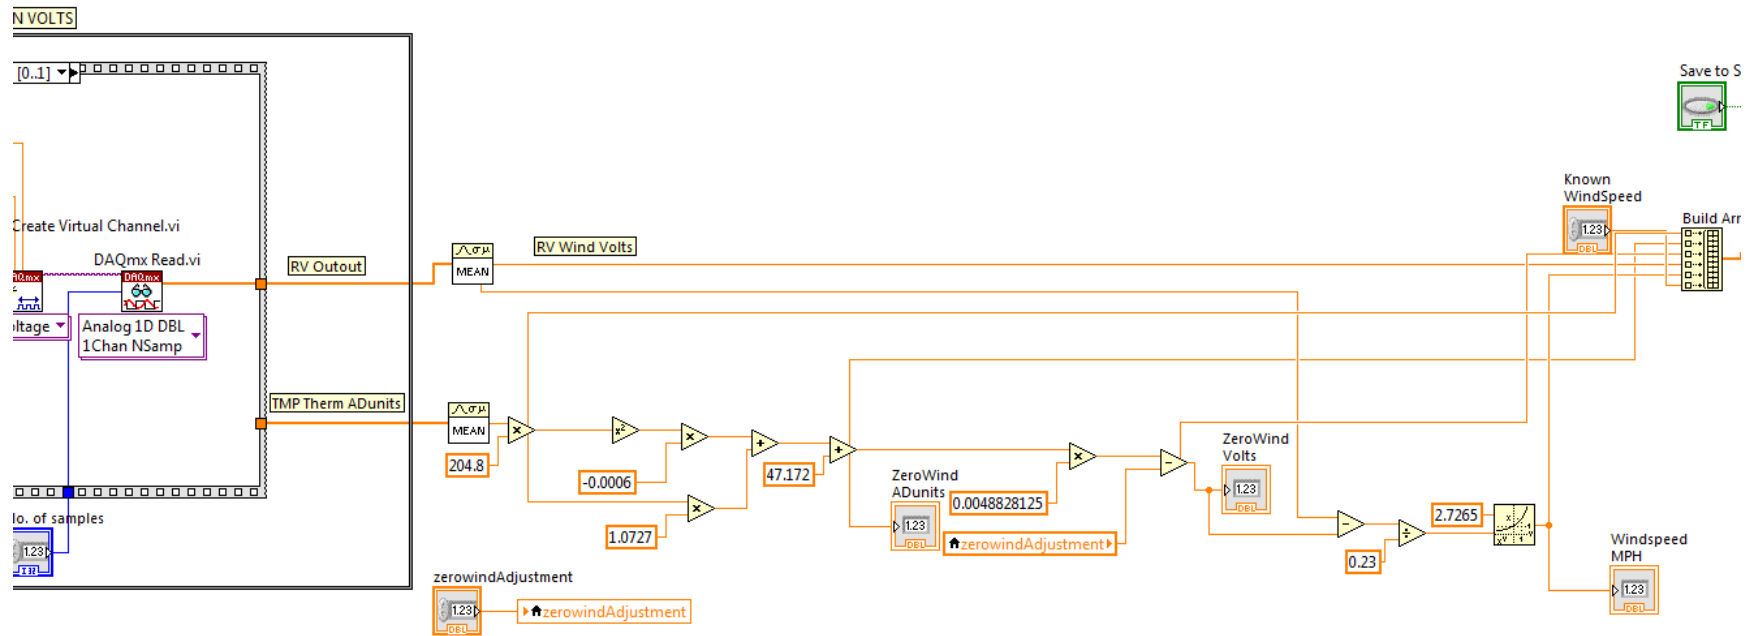 N VOLTS
[0..1]
Save to S
Known
WindSpeed
1.23
DBL
TF
Create Virtual Channel.vi
Build Arr
DAQmx Read.vi
RV Outout
MEAN
RV Wind Volts
DAQmx
ltage
Analog 1D DBL
1Chan NSamp
TMP Therm ADunits
MEAN
204.8
x²
-0.0006
1.0727
47.172
ZeroWind
ADunits
1.23
DBL
0.0048828125
zerowindAdjustment
ZeroWind
Volts
1.23
DBL
0.23
2.7265
Windspeed
MPH
1.23
DBL
lo. of samples
1.23
I32
zerowindAdjustment
1.23
DBL
zerowindAdjustment